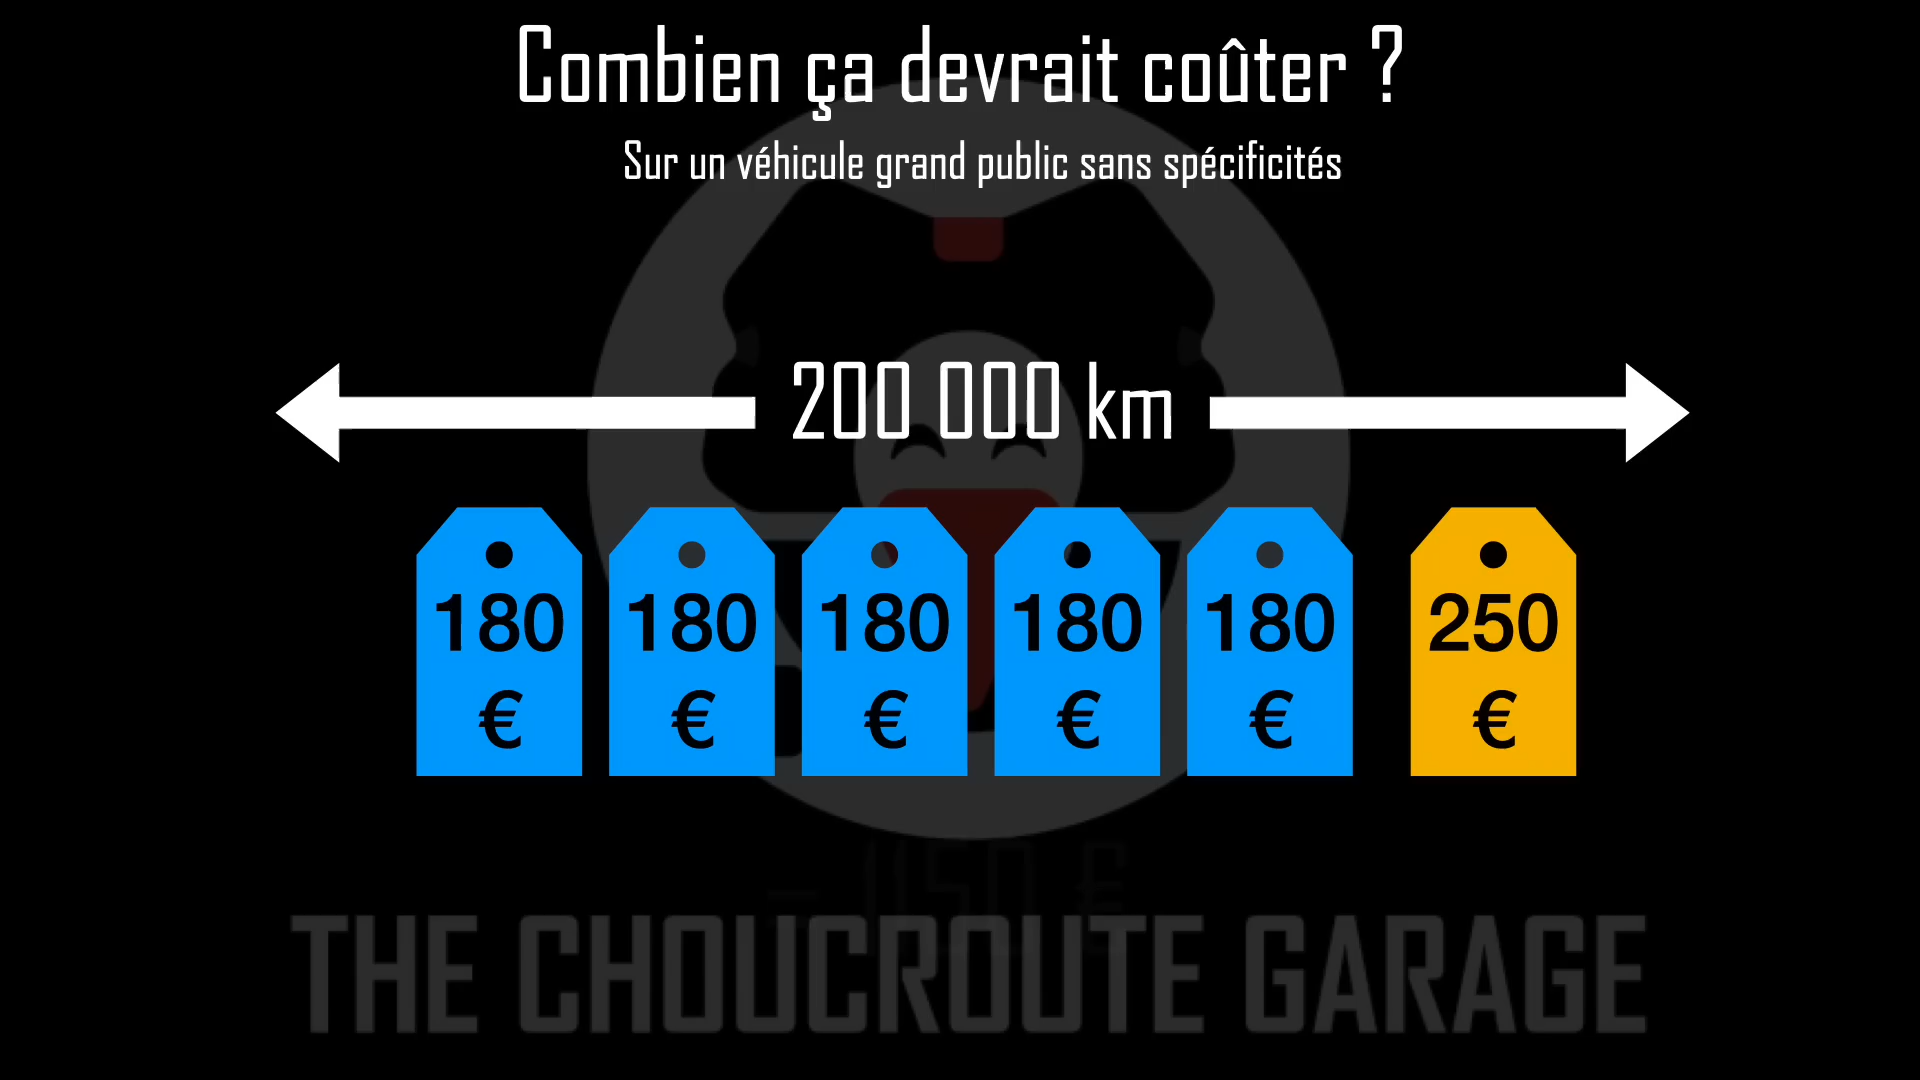 Combien ça devrait coûter ?
Sur un véhicule grand public sans spécificités
200 000 km
180 180 180 180 180 250
€ € € € € €
= 1150 €
THE CHOUCROUTE GARAGE